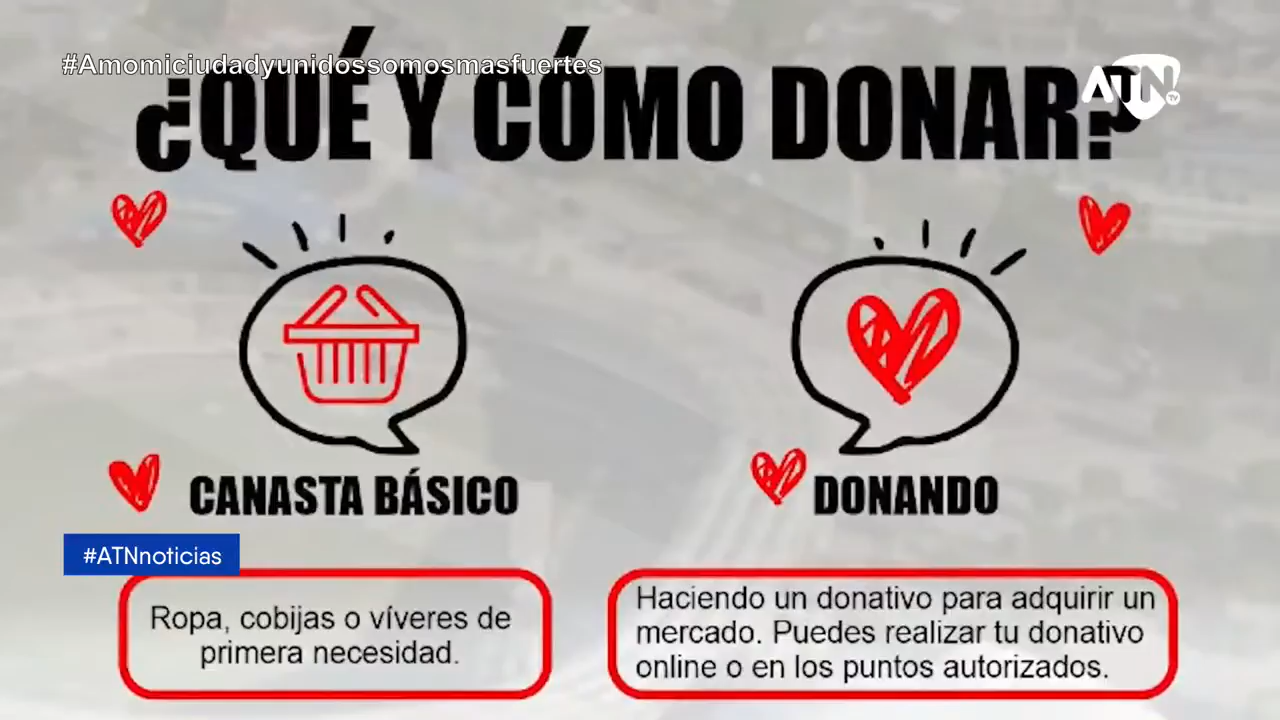 #Amomiciudadyunidossomosmasfuertes
ATN!
TV
¿QUÉ Y CÓMO DONAR?
CANASTA BÁSICO
DONANDO
#ATNnoticias
Ropa, cobijas o víveres de
primera necesidad.
Haciendo un donativo para adquirir un
mercado. Puedes realizar tu donativo
online o en los puntos autorizados.